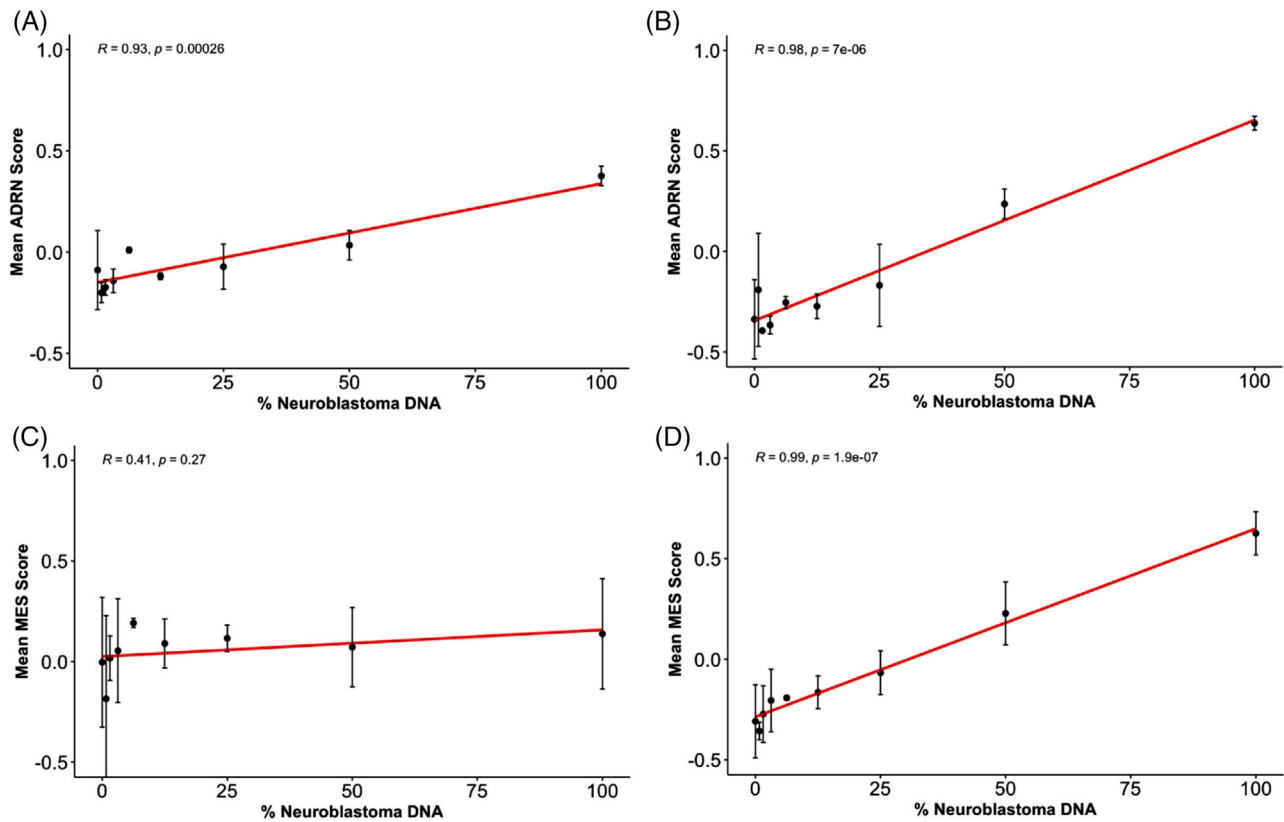 (A)
R = 0.93, p = 0.00026
1.0
0.5
0.0
-0.5
Mean ADRN Score
0
25
50
75
100
% Neuroblastoma DNA
(B)
R = 0.98, p = 7e-06
1.0
0.5
0.0
-0.5
Mean ADRN Score
0
25
50
75
100
% Neuroblastoma DNA
(C)
R = 0.41, p = 0.27
1.0
0.5
0.0
-0.5
Mean MES Score
0
25
50
75
100
% Neuroblastoma DNA
(D)
R = 0.99, p = 1.9e-07
1.0
0.5
0.0
-0.5
Mean MES Score
0
25
50
75
100
% Neuroblastoma DNA